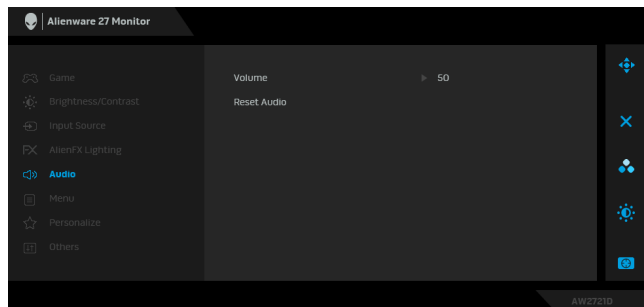 Alienware 27 Monitor
Game
Volume
50
Brightness/Contrast
Reset Audio
Input Source
AlienFX Lighting
Audio
Menu
Personalize
Others
AW2721D